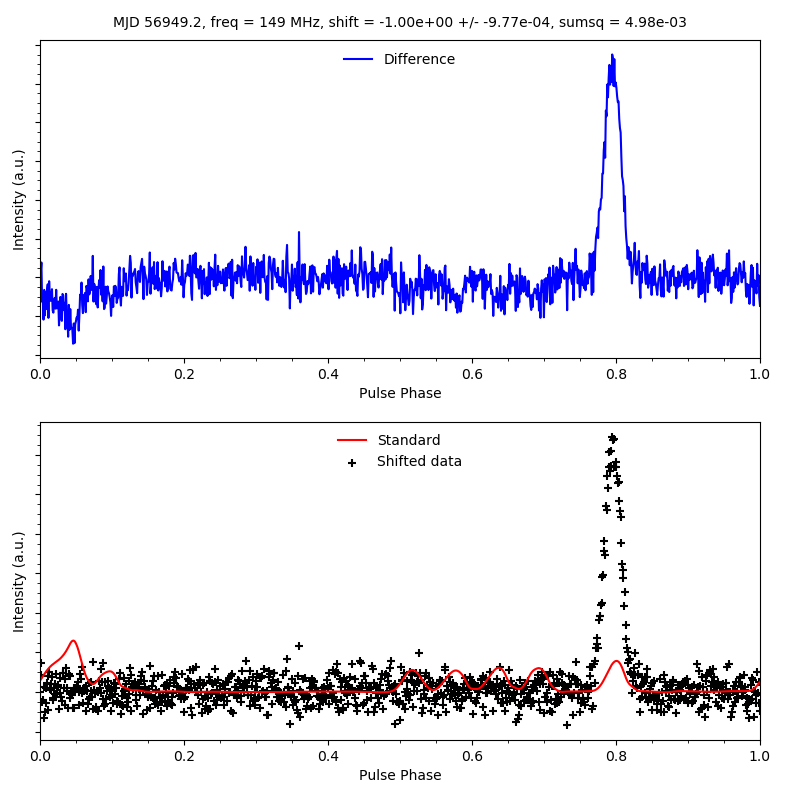 MJD 56949.2, freq = 149 MHz, shift = -1.00e+00 +/- -9.77e-04, sumsq = 4.98e-03
Difference
Intensity (a.u.)
0.0 0.2 0.4 0.6 0.8 1.0
Pulse Phase
Standard
Shifted data
Intensity (a.u.)
0.0 0.2 0.4 0.6 0.8 1.0
Pulse Phase